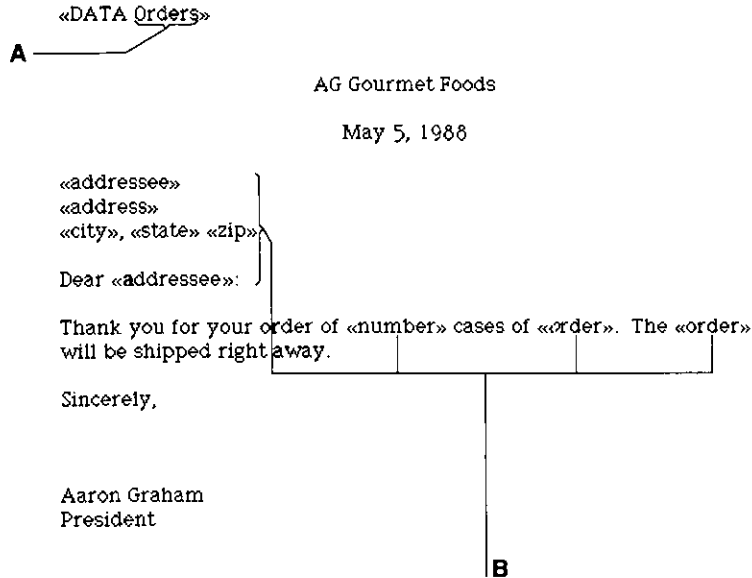 «DATA Orders»
A
AG Gourmet Foods
May 5, 1988
«addressee»
«address»
«city», «state» «zip»
Dear «addressee»:
Thank you for your order of «number» cases of «order».  The «order»
will be shipped right away.
Sincerely,
Aaron Graham
President
B